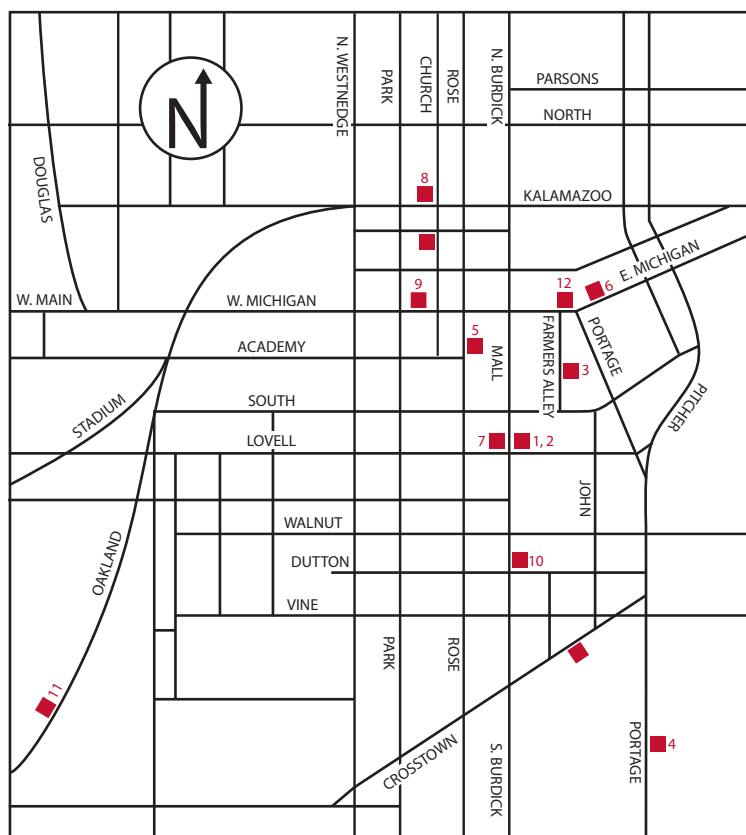 N. WESTNEDGE
PARK
CHURCH
ROSE
N. BURDICK
PARSONS
NORTH
N
DOUGLAS
8
KALAMAZOO
E. MICHIGAN
9
12
6
W. MAIN
W. MICHIGAN
5
MALL
FARMERS ALLEY
PORTAGE
ACADEMY
3
STADIUM
SOUTH
PITCHER
LOVELL
7
1, 2
JOHN
WALNUT
OAKLAND
DUTTON
10
VINE
PARK
ROSE
11
CROSSTOWN
S. BURDICK
PORTAGE
4